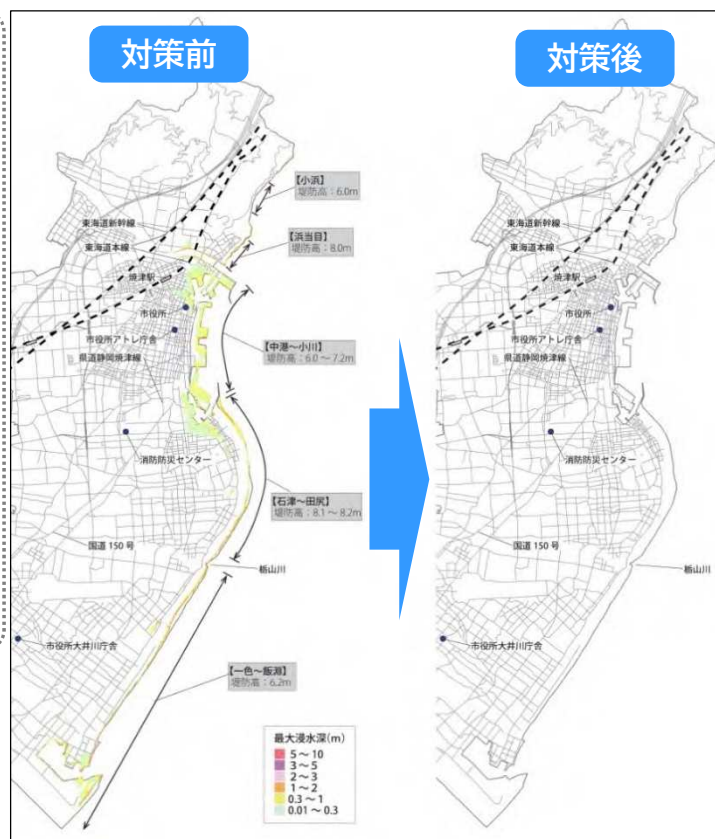 対策前
【小浜】
堤防高：6.0m
東海道新幹線
【浜当目】
堤防高：8.0m
東海道本線
焼津駅
市役所
市役所アトレ庁舎
【中港～小川】
堤防高：6.0～7.2m
県道静岡焼津線
消防防災センター
【石津～田尻】
堤防高：8.1～8.2m
国道150号
栃山川
市役所大井川庁舎
【一色～飯淵】
堤防高：6.2m
最大浸水深(m)
5～10
3～5
2～3
1～2
0.3～1
0.01～0.3
対策後
東海道新幹線
東海道本線
焼津駅
市役所
市役所アトレ庁舎
県道静岡焼津線
消防防災センター
国道150号
栃山川
市役所大井川庁舎